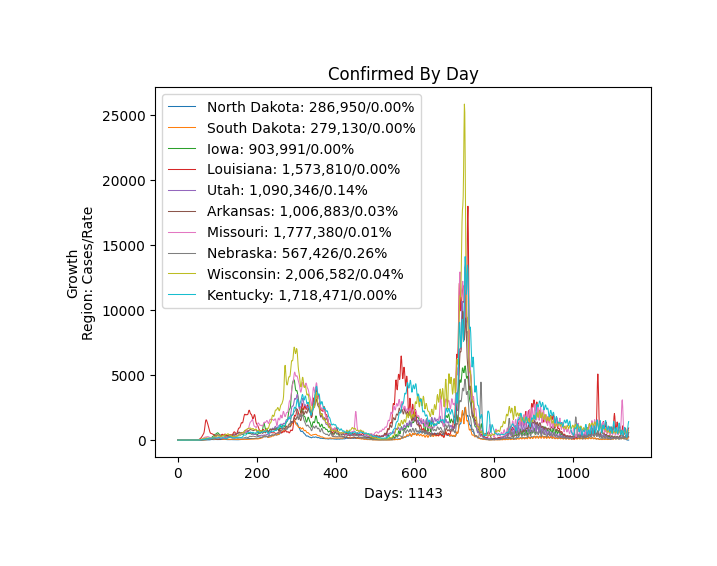 Confirmed By Day
North Dakota: 286,950/0.00%
South Dakota: 279,130/0.00%
Iowa: 903,991/0.00%
Louisiana: 1,573,810/0.00%
Utah: 1,090,346/0.14%
Arkansas: 1,006,883/0.03%
Missouri: 1,777,380/0.01%
Nebraska: 567,426/0.26%
Wisconsin: 2,006,582/0.04%
Kentucky: 1,718,471/0.00%
Growth
Region: Cases/Rate
25000
20000
15000
10000
5000
0
0 200 400 600 800 1000
Days: 1143